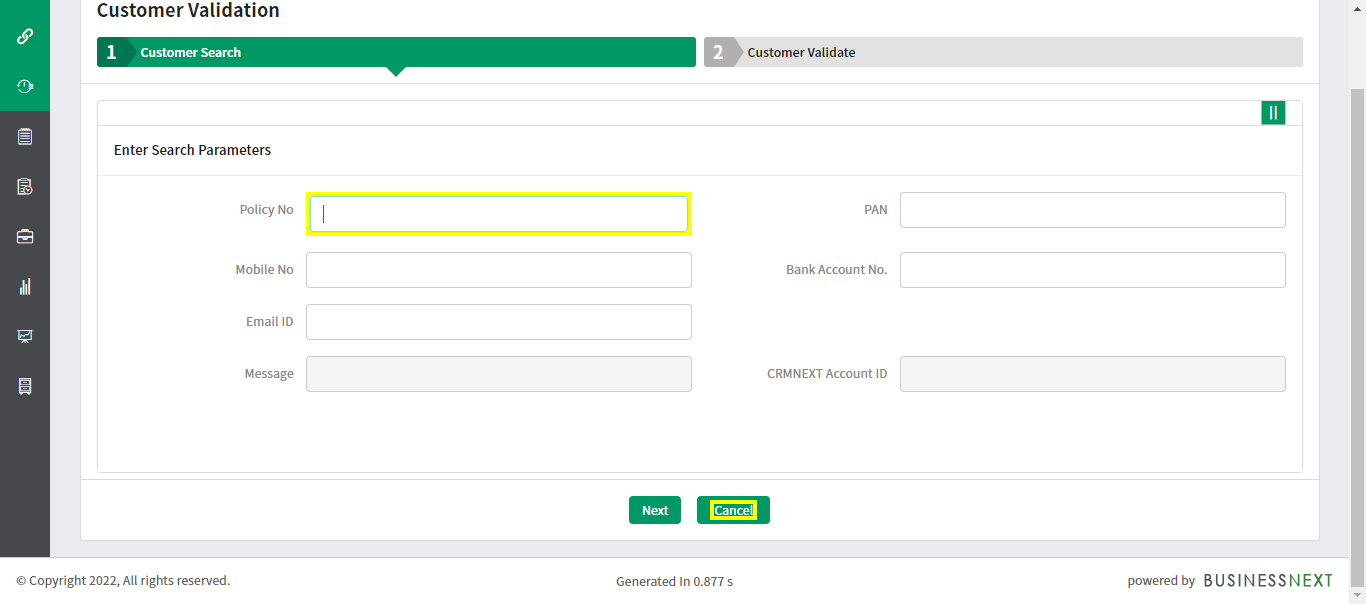 Customer Validation
1 Customer Search
2 Customer Validate
Enter Search Parameters
Policy No
PAN
Mobile No
Bank Account No.
Email ID
Message
CRMNEXT Account ID
Next
Cancel
© Copyright 2022, All rights reserved.
Generated In 0.877 s
powered by BUSINESSNEXT